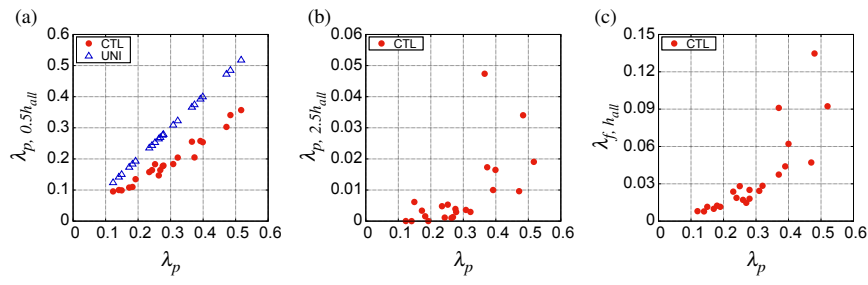 (a)
0.6
0.5
0.4
0.3
0.2
0.1
0
0 0.1 0.2 0.3 0.4 0.5 0.6
CTL
UNI
λp, 0.5hall
λp
(b)
0.06
0.05
0.04
0.03
0.02
0.01
0
0 0.1 0.2 0.3 0.4 0.5 0.6
CTL
λp, 2.5hall
λp
(c)
0.15
0.12
0.09
0.06
0.03
0
0 0.1 0.2 0.3 0.4 0.5 0.6
CTL
λf, hall
λp